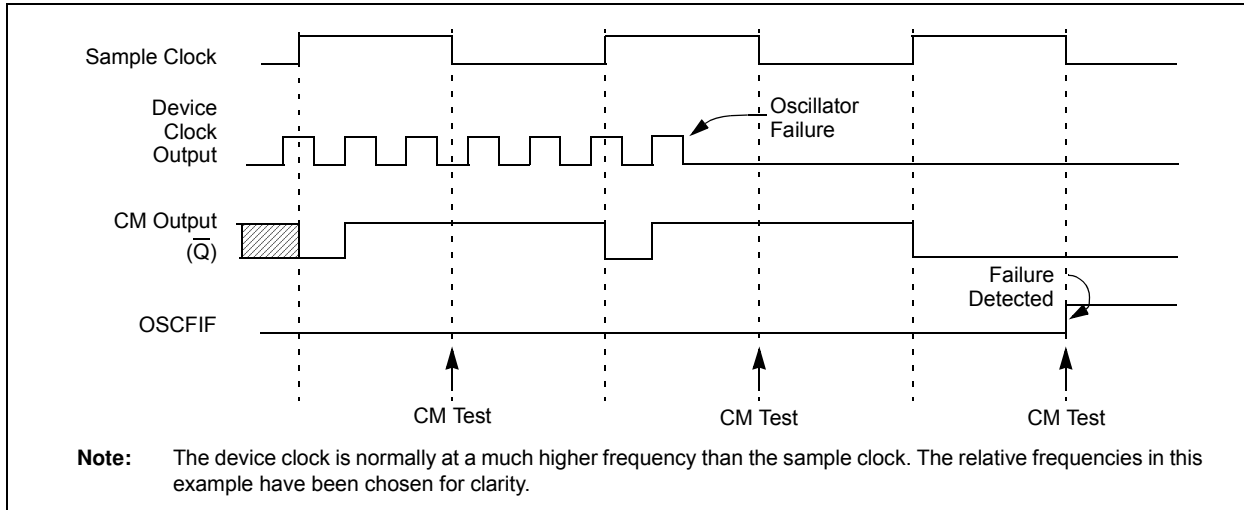 Sample Clock
Device
Clock
Output
Oscillator
Failure
CM Output
(Q̅)
Failure
Detected
OSCFIF
CM Test
CM Test
CM Test
Note: The device clock is normally at a much higher frequency than the sample clock. The relative frequencies in this
example have been chosen for clarity.